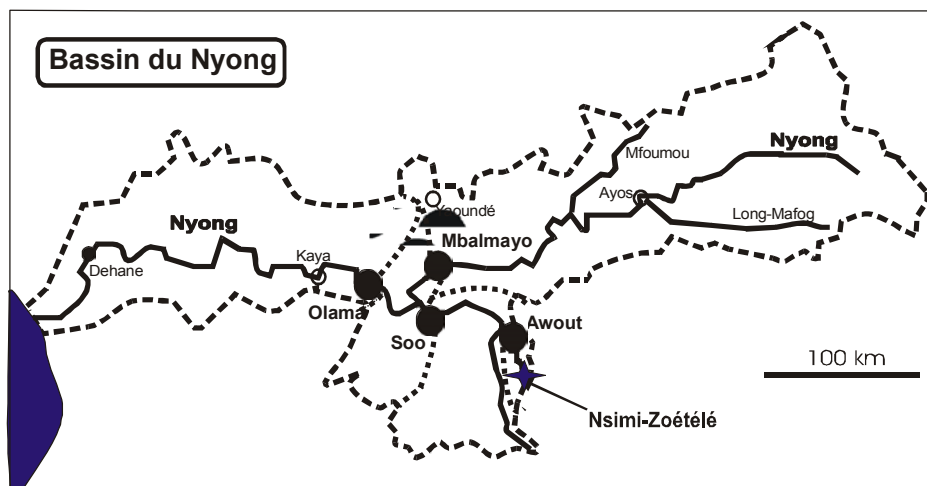 Bassin du Nyong
Mfoumou
Nyong
Ayos
Long-Mafog
Yaoundé
Nyong
Mbalmayo
Kaya
Dehane
Olama
Soo
Awout
100 km
Nsimi-Zoétélé